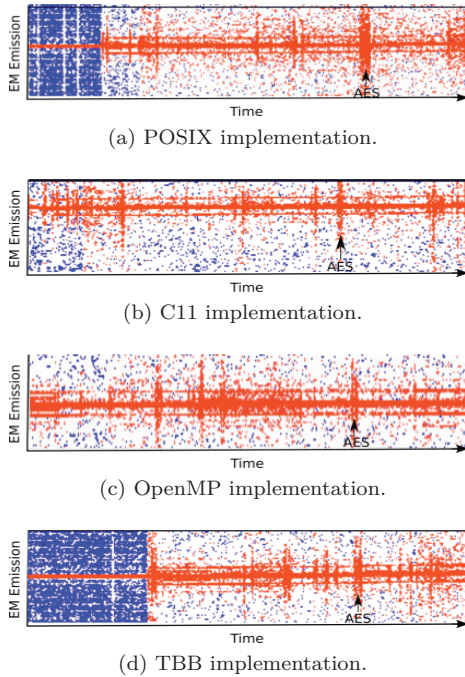 EM Emission
AES
Time
(a) POSIX implementation.
EM Emission
AES
Time
(b) C11 implementation.
EM Emission
AES
Time
(c) OpenMP implementation.
EM Emission
AES
Time
(d) TBB implementation.